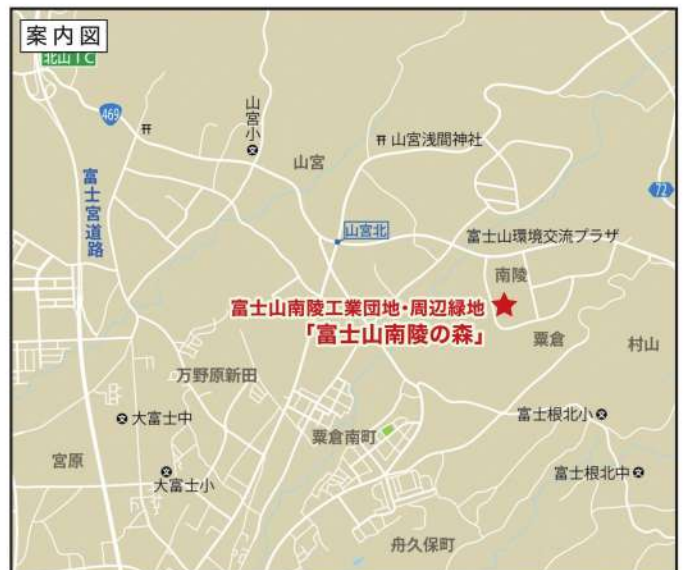 案内図
北山IC
469
山宮小
山宮浅間神社
山宮
富士宮道路
72
山宮北
富士山環境交流プラザ
南陵
富士山南陵工業団地・周辺緑地
「富士山南陵の森」
粟倉
村山
万野原新田
大富士中
富士根北小
粟倉南町
宮原
大富士小
富士根北中
舟久保町